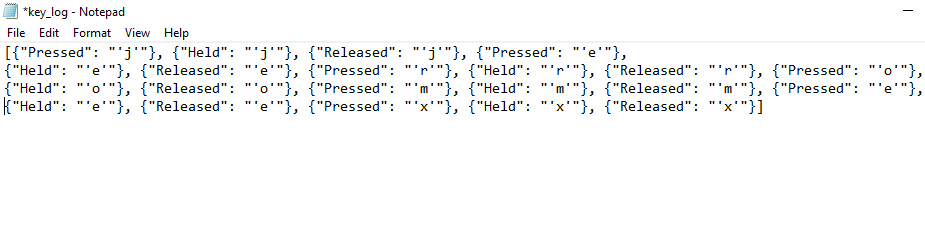 *key_log - Notepad
File Edit Format View Help
[{"Pressed": "'j'"}, {"Held": "'j'"}, {"Released": "'j'"}, {"Pressed": "'e'"},
{"Held": "'e'"}, {"Released": "'e'"}, {"Pressed": "'r'"}, {"Held": "'r'"}, {"Released": "'r'"}, {"Pressed": "'o'"},
{"Held": "'o'"}, {"Released": "'o'"}, {"Pressed": "'m'"}, {"Held": "'m'"}, {"Released": "'m'"}, {"Pressed": "'e'"},
{"Held": "'e'"}, {"Released": "'e'"}, {"Pressed": "'x'"}, {"Held": "'x'"}, {"Released": "'x'"}]